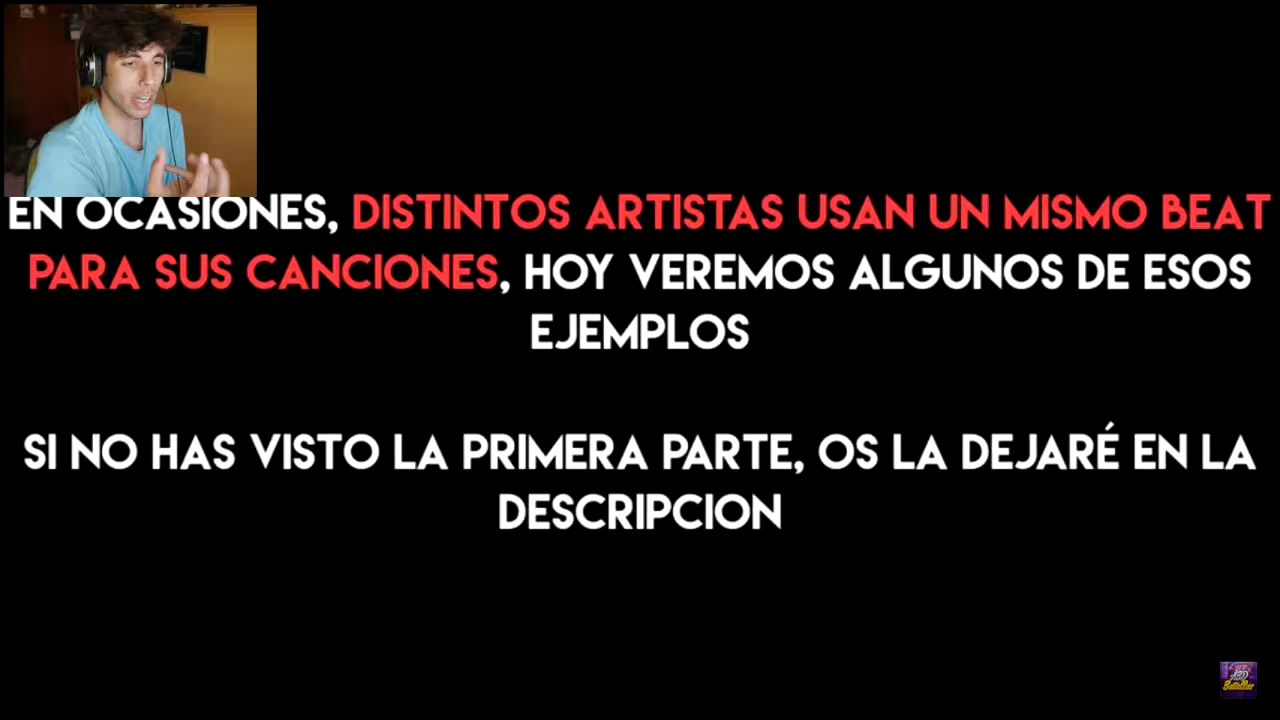 EN OCASIONES, DISTINTOS ARTISTAS USAN UN MISMO BEAT
PARA SUS CANCIONES, HOY VEREMOS ALGUNOS DE ESOS
EJEMPLOS
SI NO HAS VISTO LA PRIMERA PARTE, OS LA DEJARÉ EN LA
DESCRIPCION